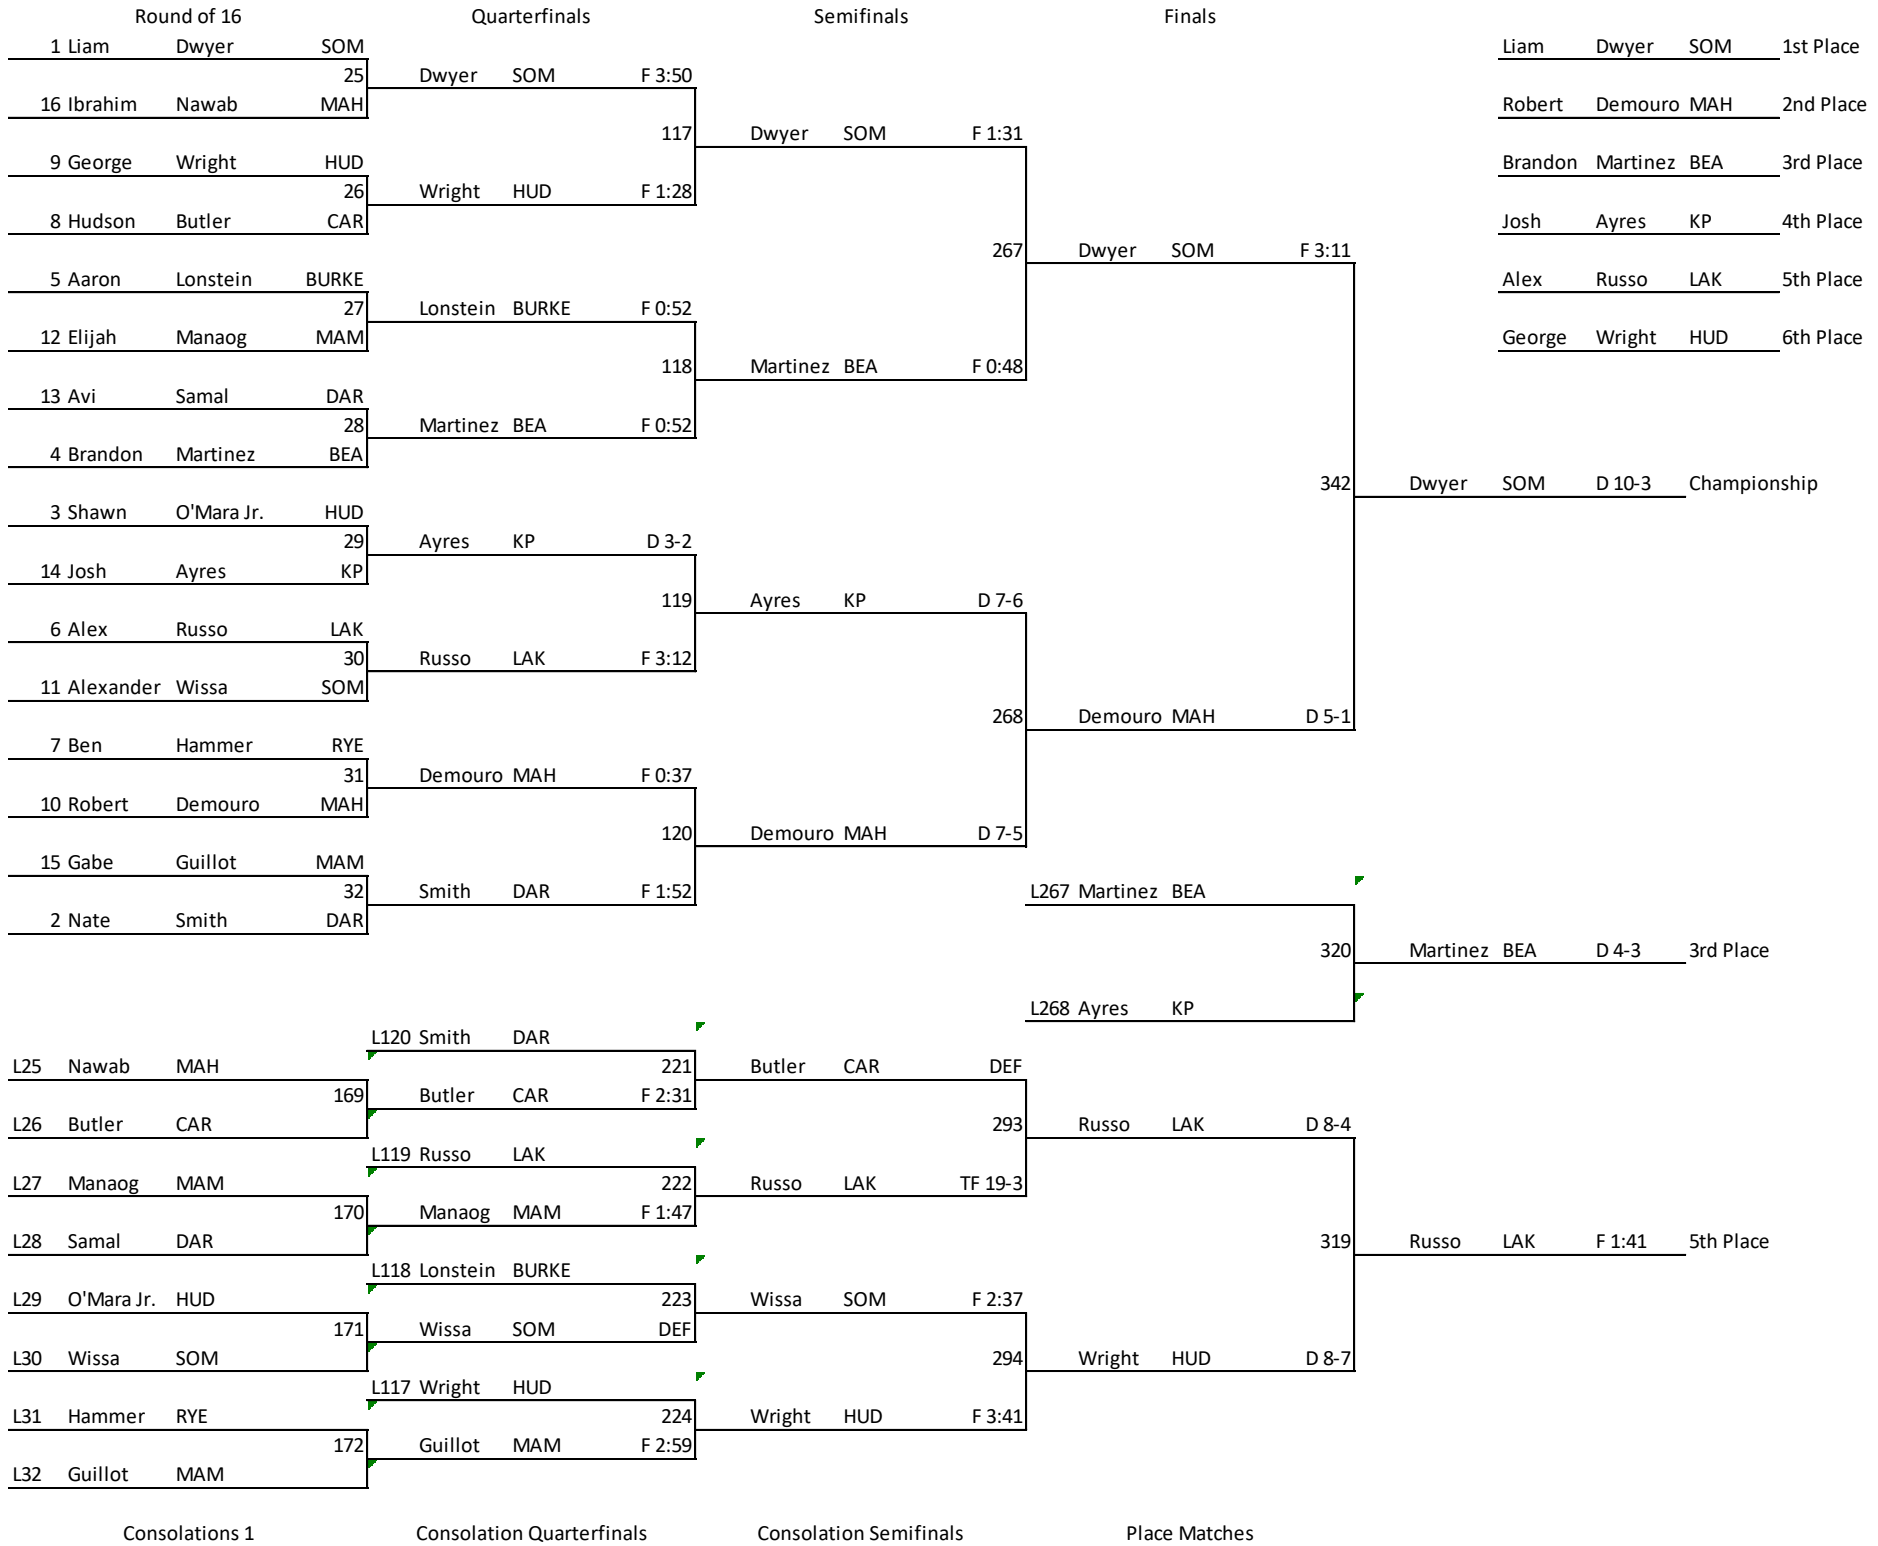 Round of 16 Quarterfinals Semifinals Finals
1 Liam Dwyer SOM Liam Dwyer SOM 1st Place
25 Dwyer SOM F 3:50
16 Ibrahim Nawab MAH Robert Demouro MAH 2nd Place
117 Dwyer SOM F 1:31
9 George Wright HUD Brandon Martinez BEA 3rd Place
26 Wright HUD F 1:28
8 Hudson Butler CAR Josh Ayres KP 4th Place
267 Dwyer SOM F 3:11
5 Aaron Lonstein BURKE Alex Russo LAK 5th Place
27 Lonstein BURKE F 0:52
12 Elijah Manaog MAM George Wright HUD 6th Place
118 Martinez BEA F 0:48
13 Avi Samal DAR
28 Martinez BEA F 0:52
4 Brandon Martinez BEA
342 Dwyer SOM D 10-3 Championship
3 Shawn O'Mara Jr. HUD
29 Ayres KP D 3-2
14 Josh Ayres KP
119 Ayres KP D 7-6
6 Alex Russo LAK
30 Russo LAK F 3:12
11 Alexander Wissa SOM
268 Demouro MAH D 5-1
7 Ben Hammer RYE
31 Demouro MAH F 0:37
10 Robert Demouro MAH
120 Demouro MAH D 7-5
15 Gabe Guillot MAM
32 Smith DAR F 1:52 L267 Martinez BEA
2 Nate Smith DAR
320 Martinez BEA D 4-3 3rd Place
L268 Ayres KP
L120 Smith DAR
L25 Nawab MAH 221 Butler CAR DEF
169 Butler CAR F 2:31
L26 Butler CAR 293 Russo LAK D 8-4
L119 Russo LAK
L27 Manaog MAM 222 Russo LAK TF 19-3
170 Manaog MAM F 1:47
L28 Samal DAR 319 Russo LAK F 1:41 5th Place
L118 Lonstein BURKE
L29 O'Mara Jr. HUD 223 Wissa SOM F 2:37
171 Wissa SOM DEF
L30 Wissa SOM 294 Wright HUD D 8-7
L117 Wright HUD
L31 Hammer RYE 224 Wright HUD F 3:41
172 Guillot MAM F 2:59
L32 Guillot MAM
Consolations 1 Consolation Quarterfinals Consolation Semifinals Place Matches